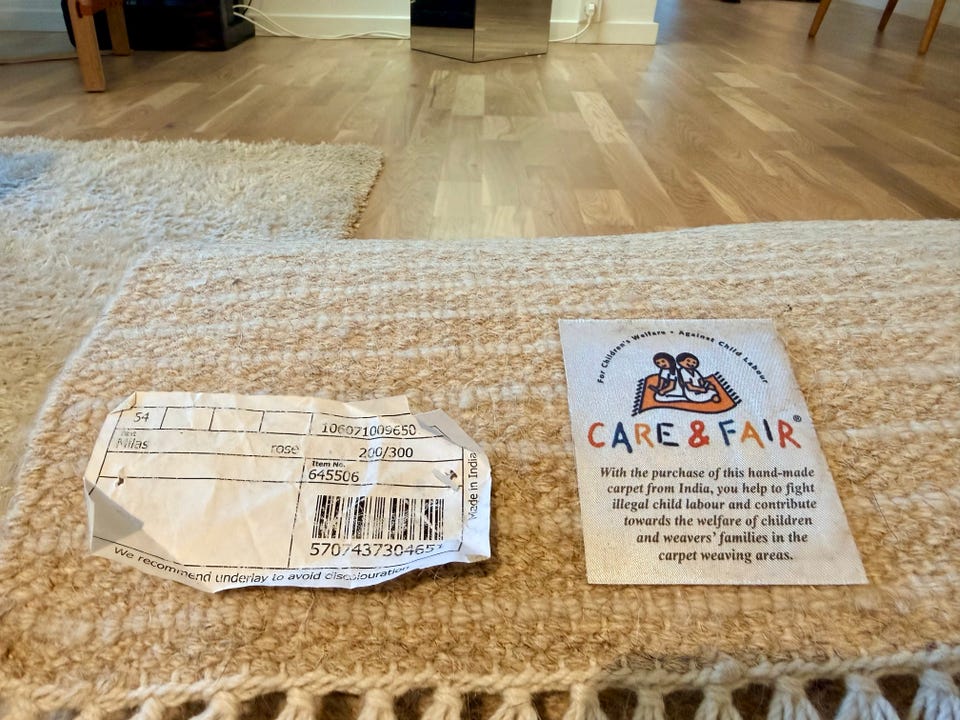 54
106071009650
Milas rose 200/300
Item No.
645506
Made in India
We recommend underlay to avoid discolouration
For Children's Welfare • Against Child Labour
CARE & FAIR®
With the purchase of this hand-made
carpet from India, you help to fight
illegal child labour and contribute
towards the welfare of children
and weavers' families in the
carpet weaving areas.